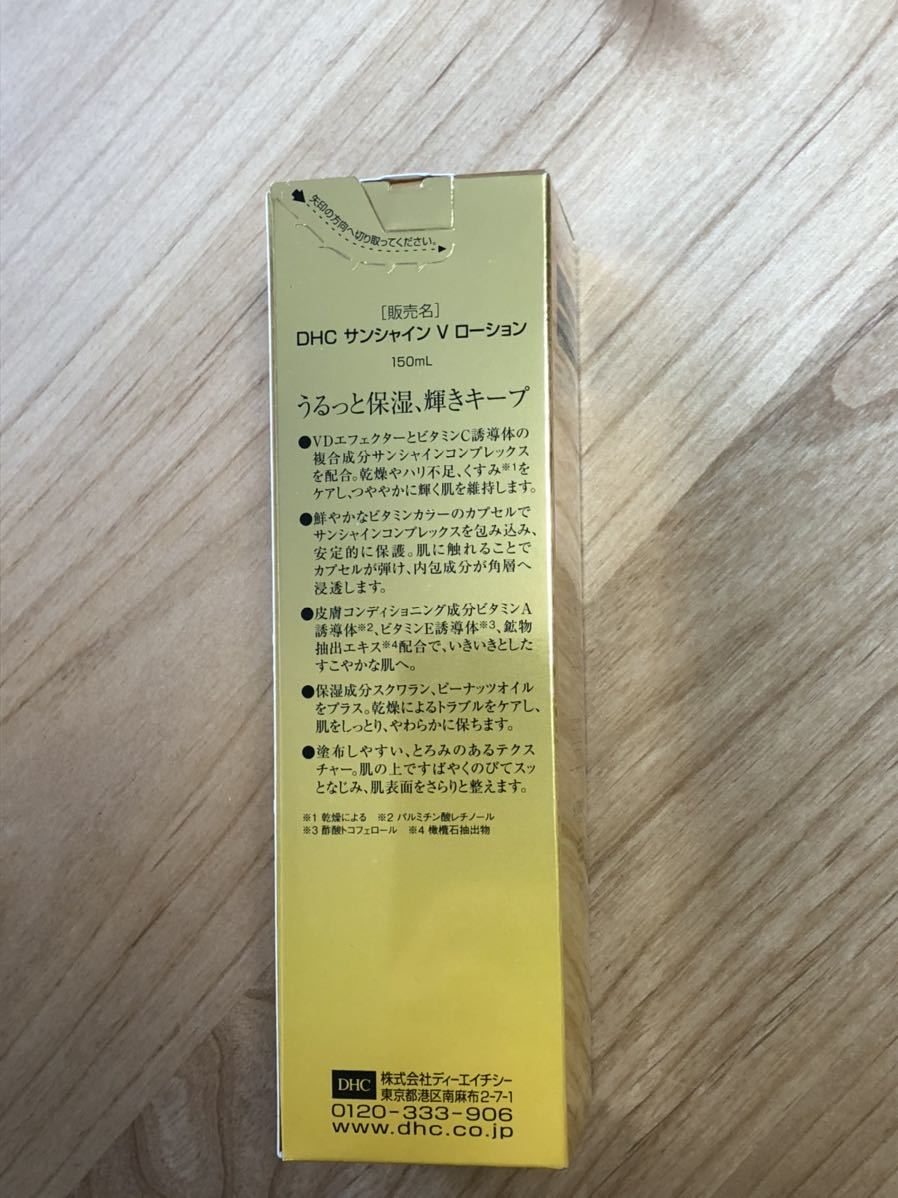 矢印の方向へ切り取ってください。
[販売名]
DHC サンシャイン V ローション
150mL
うるっと保湿、輝きキープ
●VDエフェクターとビタミンC誘導体の
複合成分サンシャインコンプレックス
を配合。乾燥やハリ不足、くすみ※1を
ケアし、つややかに輝く肌を維持します。
●鮮やかなビタミンカラーのカプセルで
サンシャインコンプレックスを包み込み、
安定的に保護。肌に触れることで
カプセルが弾け、内包成分が角層へ
浸透します。
●皮膚コンディショニング成分ビタミンA
誘導体※2、ビタミンE誘導体※3、鉱物
抽出エキス※4配合で、いきいきとした
すこやかな肌へ。
●保湿成分スクワラン、ピーナッツオイル
をプラス。乾燥によるトラブルをケアし、
肌をしっとり、やわらかに保ちます。
●塗布しやすい、とろみのあるテクス
チャー。肌の上ですばやくのびてスッ
となじみ、肌表面をさらりと整えます。
※1 乾燥による ※2 パルミチン酸レチノール
※3 酢酸トコフェロール ※4 橄欖石抽出物
DHC 株式会社ディーエイチシー
東京都港区南麻布2-7-1
0120-333-906
www.dhc.co.jp